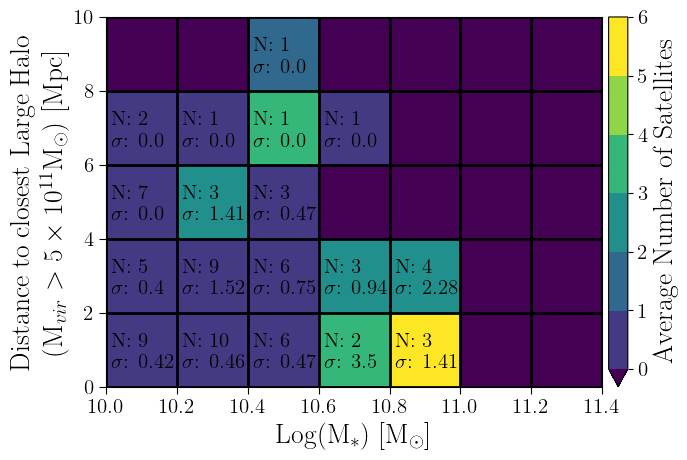 10
8
6
4
2
0
Distance to closest Large Halo
(M_vir > 5 × 10^11 M_⊙) [Mpc]
N: 1
σ: 0.0
N: 2
σ: 0.0
N: 1
σ: 0.0
N: 1
σ: 0.0
N: 1
σ: 0.0
N: 7
σ: 0.0
N: 3
σ: 1.41
N: 3
σ: 0.47
N: 5
σ: 0.4
N: 9
σ: 1.52
N: 6
σ: 0.75
N: 3
σ: 0.94
N: 4
σ: 2.28
N: 9
σ: 0.42
N: 10
σ: 0.46
N: 6
σ: 0.47
N: 2
σ: 3.5
N: 3
σ: 1.41
10.0 10.2 10.4 10.6 10.8 11.0 11.2 11.4
Log(M_*) [M_⊙]
6
5
4
3
2
1
0
Average Number of Satellites